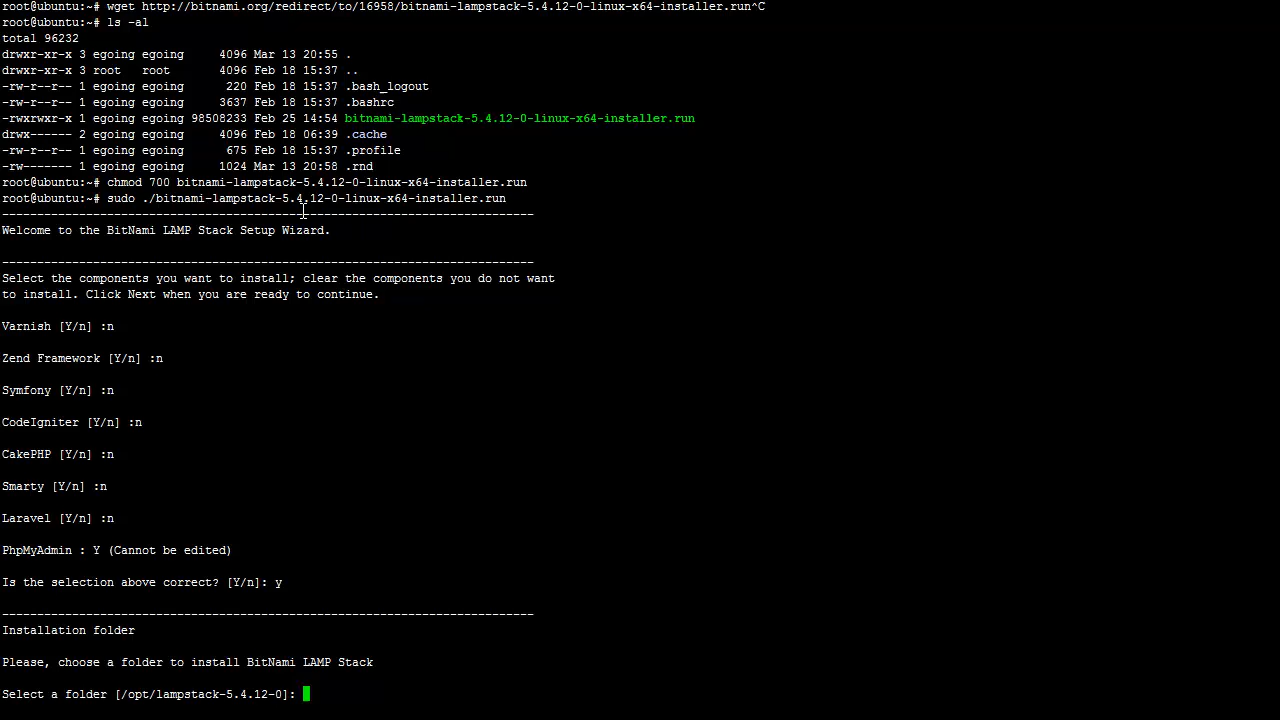 root@ubuntu:~# wget http://bitnami.org/redirect/to/16958/bitnami-lampstack-5.4.12-0-linux-x64-installer.run^C
root@ubuntu:~# ls -al
total 96232
drwxr-xr-x 3 egoing egoing     4096 Mar 13 20:55 .
drwxr-xr-x 3 root   root       4096 Feb 18 15:37 ..
-rw-r--r-- 1 egoing egoing      220 Feb 18 15:37 .bash_logout
-rw-r--r-- 1 egoing egoing     3637 Feb 18 15:37 .bashrc
-rwxrwxr-x 1 egoing egoing 98508233 Feb 25 14:54 bitnami-lampstack-5.4.12-0-linux-x64-installer.run
drwx------ 2 egoing egoing     4096 Feb 18 06:39 .cache
-rw-r--r-- 1 egoing egoing      675 Feb 18 15:37 .profile
-rw------- 1 egoing egoing     1024 Mar 13 20:58 .rnd
root@ubuntu:~# chmod 700 bitnami-lampstack-5.4.12-0-linux-x64-installer.run
root@ubuntu:~# sudo ./bitnami-lampstack-5.4.12-0-linux-x64-installer.run
----------------------------------------------------------------------------
Welcome to the BitNami LAMP Stack Setup Wizard.
----------------------------------------------------------------------------
Select the components you want to install; clear the components you do not want
to install. Click Next when you are ready to continue.
Varnish [Y/n] :n
Zend Framework [Y/n] :n
Symfony [Y/n] :n
CodeIgniter [Y/n] :n
CakePHP [Y/n] :n
Smarty [Y/n] :n
Laravel [Y/n] :n
PhpMyAdmin : Y (Cannot be edited)
Is the selection above correct? [Y/n]: y
----------------------------------------------------------------------------
Installation folder
Please, choose a folder to install BitNami LAMP Stack
Select a folder [/opt/lampstack-5.4.12-0]: